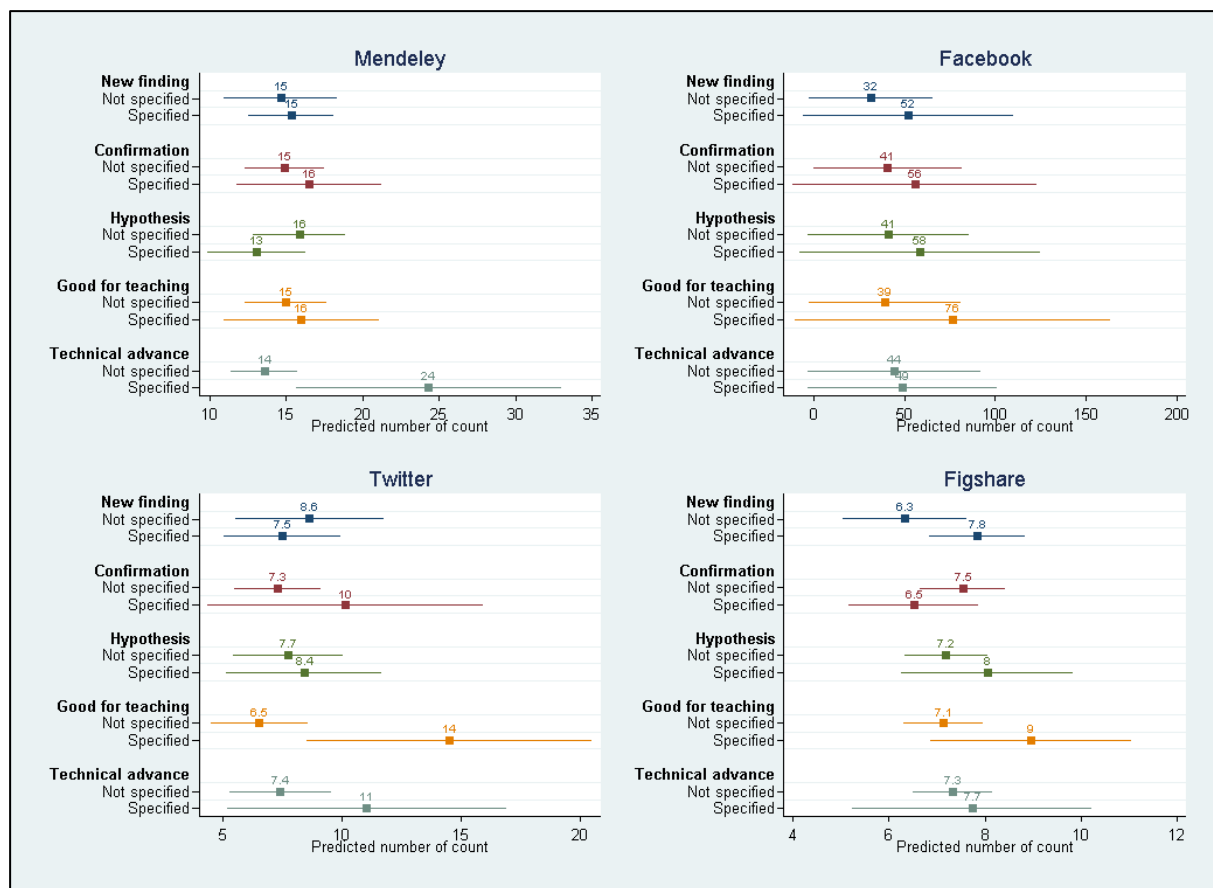 Mendeley
New finding
Not specified 15
Specified 15
Confirmation
Not specified 15
Specified 16
Hypothesis
Not specified 16
Specified 13
Good for teaching
Not specified 15
Specified 16
Technical advance
Not specified 14
Specified 24
10 15 20 25 30 35
Predicted number of count
Facebook
New finding
Not specified 32
Specified 52
Confirmation
Not specified 41
Specified 56
Hypothesis
Not specified 41
Specified 58
Good for teaching
Not specified 39
Specified 76
Technical advance
Not specified 44
Specified 49
0 50 100 150 200
Predicted number of count
Twitter
New finding
Not specified 8.6
Specified 7.5
Confirmation
Not specified 7.3
Specified 10
Hypothesis
Not specified 7.7
Specified 8.4
Good for teaching
Not specified 6.5
Specified 14
Technical advance
Not specified 7.4
Specified 11
5 10 15 20
Predicted number of count
Figshare
New finding
Not specified 6.3
Specified 7.8
Confirmation
Not specified 7.5
Specified 6.5
Hypothesis
Not specified 7.2
Specified 8
Good for teaching
Not specified 7.1
Specified 9
Technical advance
Not specified 7.3
Specified 7.7
4 6 8 10 12
Predicted number of count